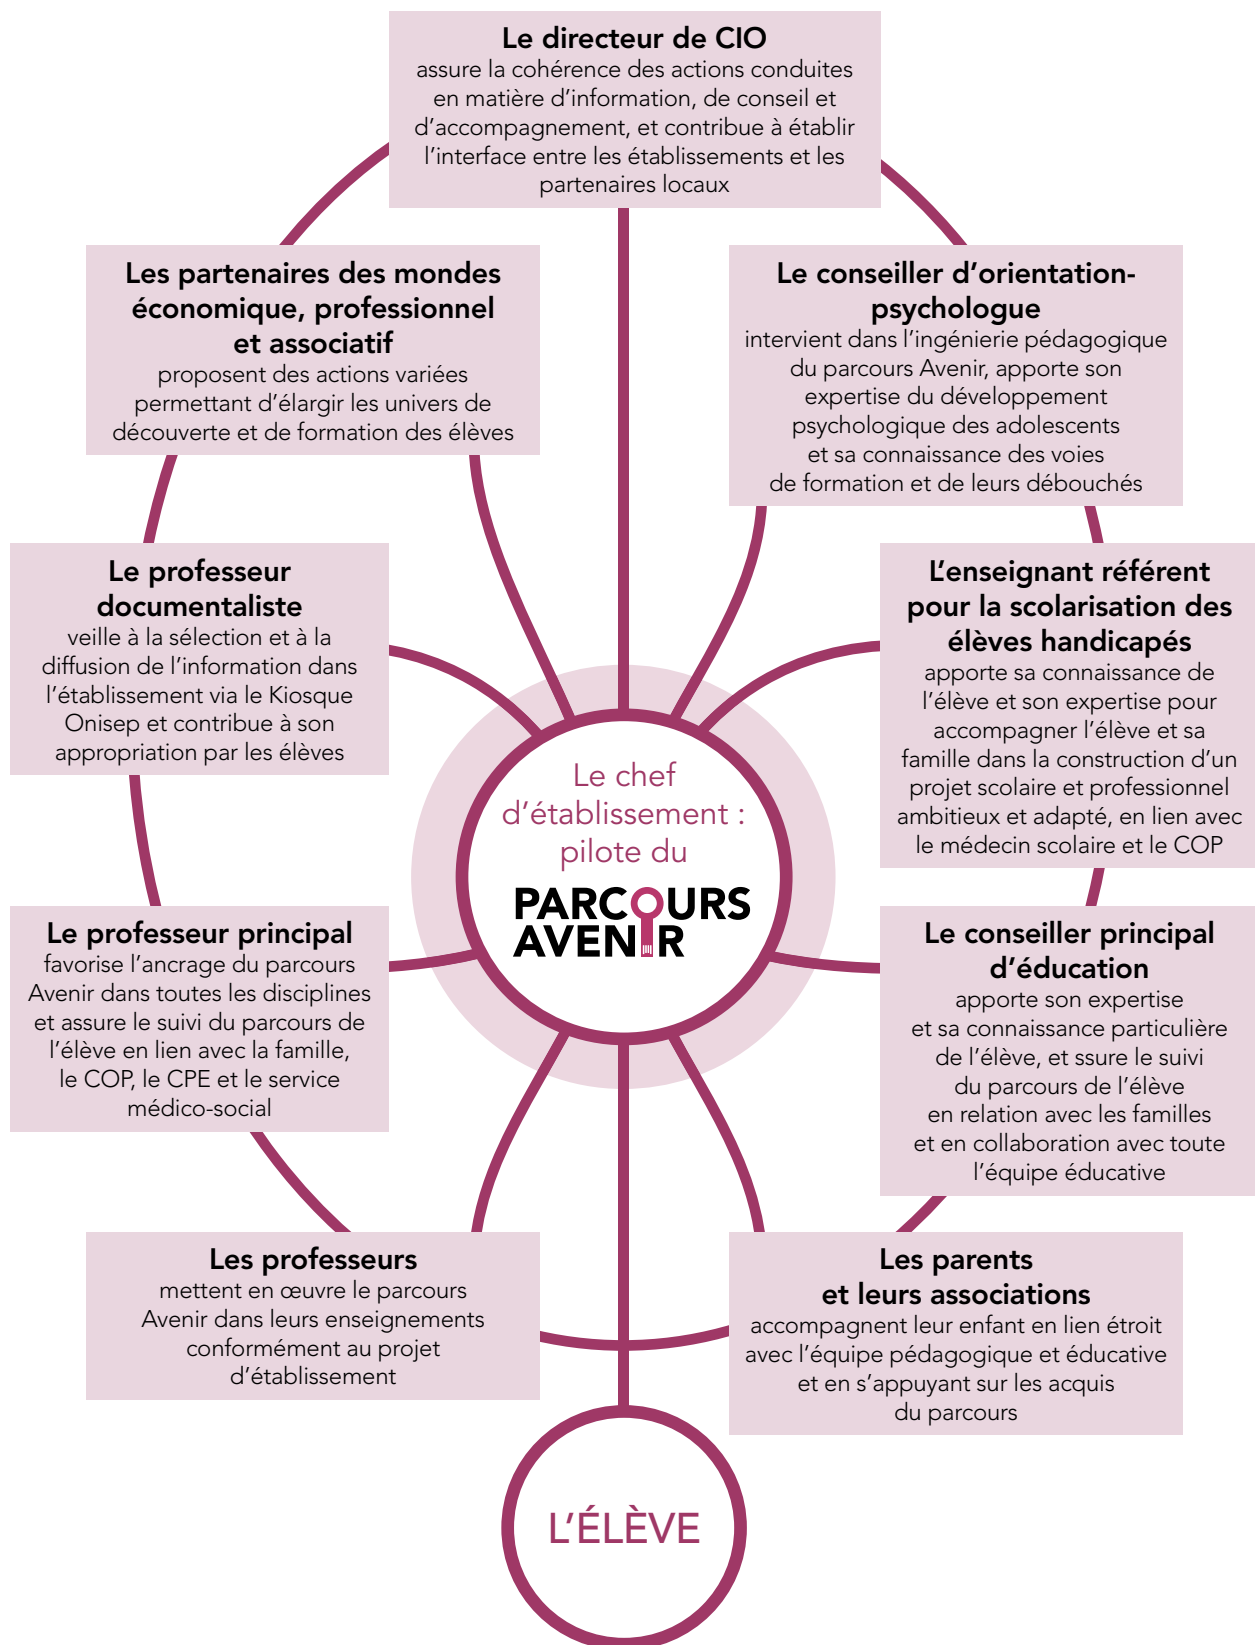 Le directeur de CIO
assure la cohérence des actions conduites
en matière d’information, de conseil et
d’accompagnement, et contribue à établir
l’interface entre les établissements et les
partenaires locaux
Les partenaires des mondes
économique, professionnel
et associatif
proposent des actions variées
permettant d’élargir les univers de
découverte et de formation des élèves
Le conseiller d’orientation-
psychologue
intervient dans l’ingénierie pédagogique
du parcours Avenir, apporte son
expertise du développement
psychologique des adolescents
et sa connaissance des voies
de formation et de leurs débouchés
Le professeur
documentaliste
veille à la sélection et à la
diffusion de l’information dans
l’établissement via le Kiosque
Onisep et contribue à son
appropriation par les élèves
L’enseignant référent
pour la scolarisation des
élèves handicapés
apporte sa connaissance de
l’élève et son expertise pour
accompagner l’élève et sa
famille dans la construction d’un
projet scolaire et professionnel
ambitieux et adapté, en lien avec
le médecin scolaire et le COP
Le chef
d’établissement :
pilote du
PARCOURS
AVENIR
Le professeur principal
favorise l’ancrage du parcours
Avenir dans toutes les disciplines
et assure le suivi du parcours de
l’élève en lien avec la famille,
le COP, le CPE et le service
médico-social
Le conseiller principal
d’éducation
apporte son expertise
et sa connaissance particulière
de l’élève, et ssure le suivi
du parcours de l’élève
en relation avec les familles
et en collaboration avec toute
l’équipe éducative
Les professeurs
mettent en œuvre le parcours
Avenir dans leurs enseignements
conformément au projet
d’établissement
Les parents
et leurs associations
accompagnent leur enfant en lien étroit
avec l’équipe pédagogique et éducative
et en s’appuyant sur les acquis
du parcours
L’ÉLÈVE